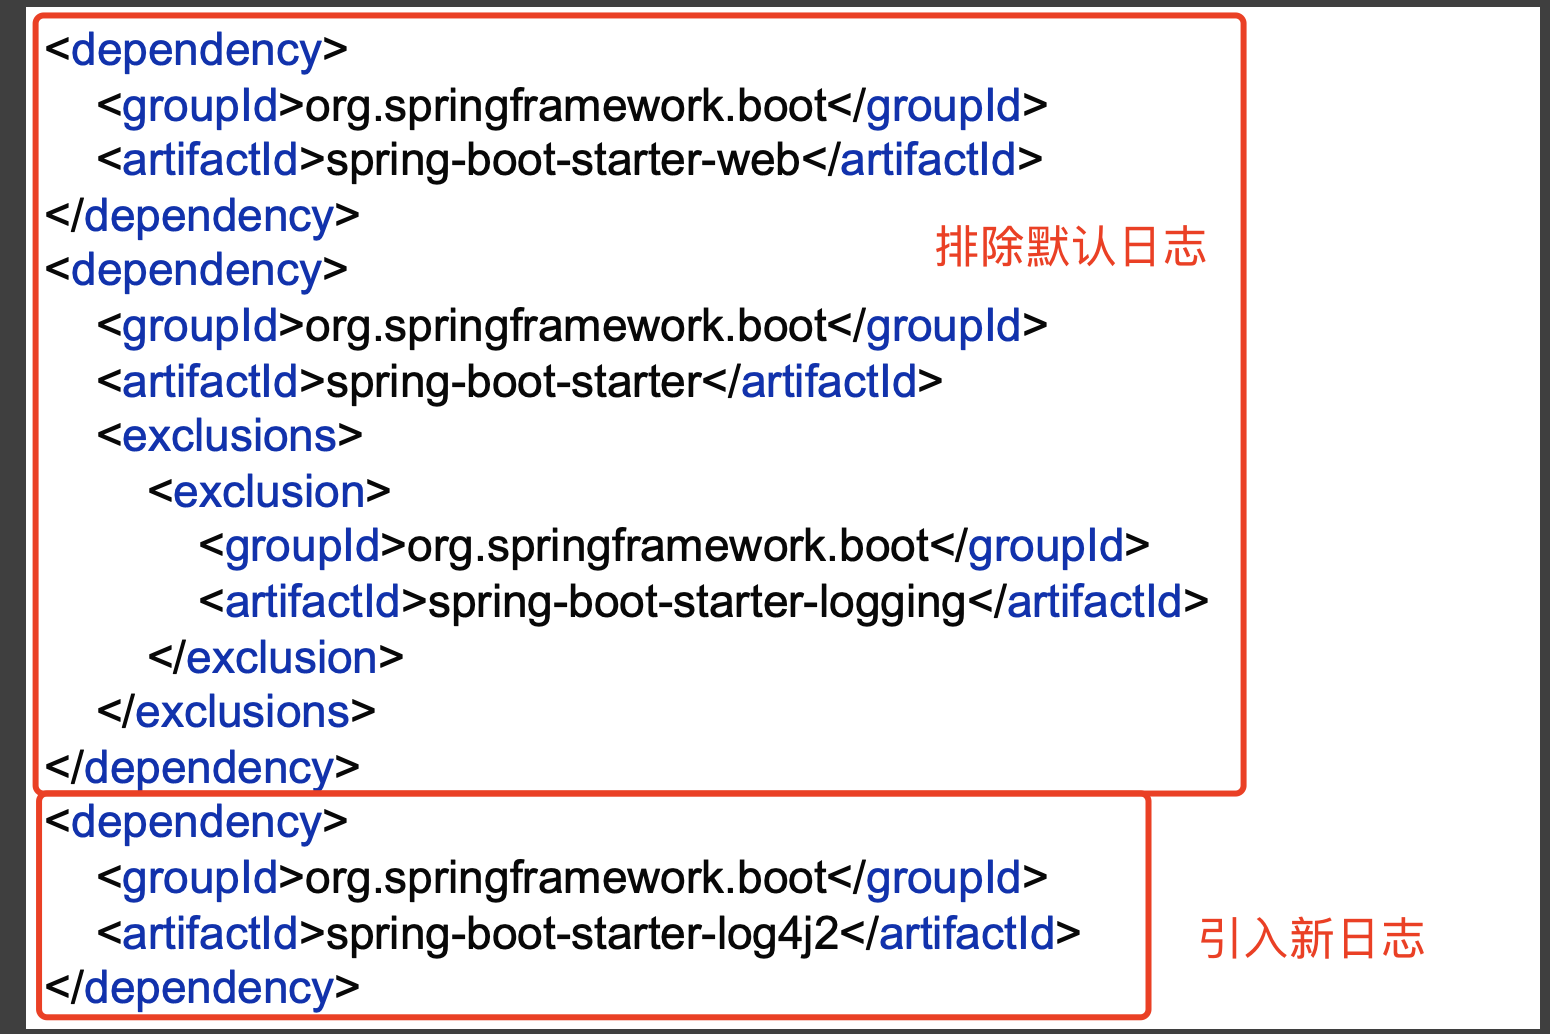 <dependency>
<groupId>org.springframework.boot</groupId>
<artifactId>spring-boot-starter-web</artifactId>
</dependency>
排除默认日志
<dependency>
<groupId>org.springframework.boot</groupId>
<artifactId>spring-boot-starter</artifactId>
<exclusions>
<exclusion>
<groupId>org.springframework.boot</groupId>
<artifactId>spring-boot-starter-logging</artifactId>
</exclusion>
</exclusions>
</dependency>
<dependency>
<groupId>org.springframework.boot</groupId>
<artifactId>spring-boot-starter-log4j2</artifactId>
引入新日志
</dependency>